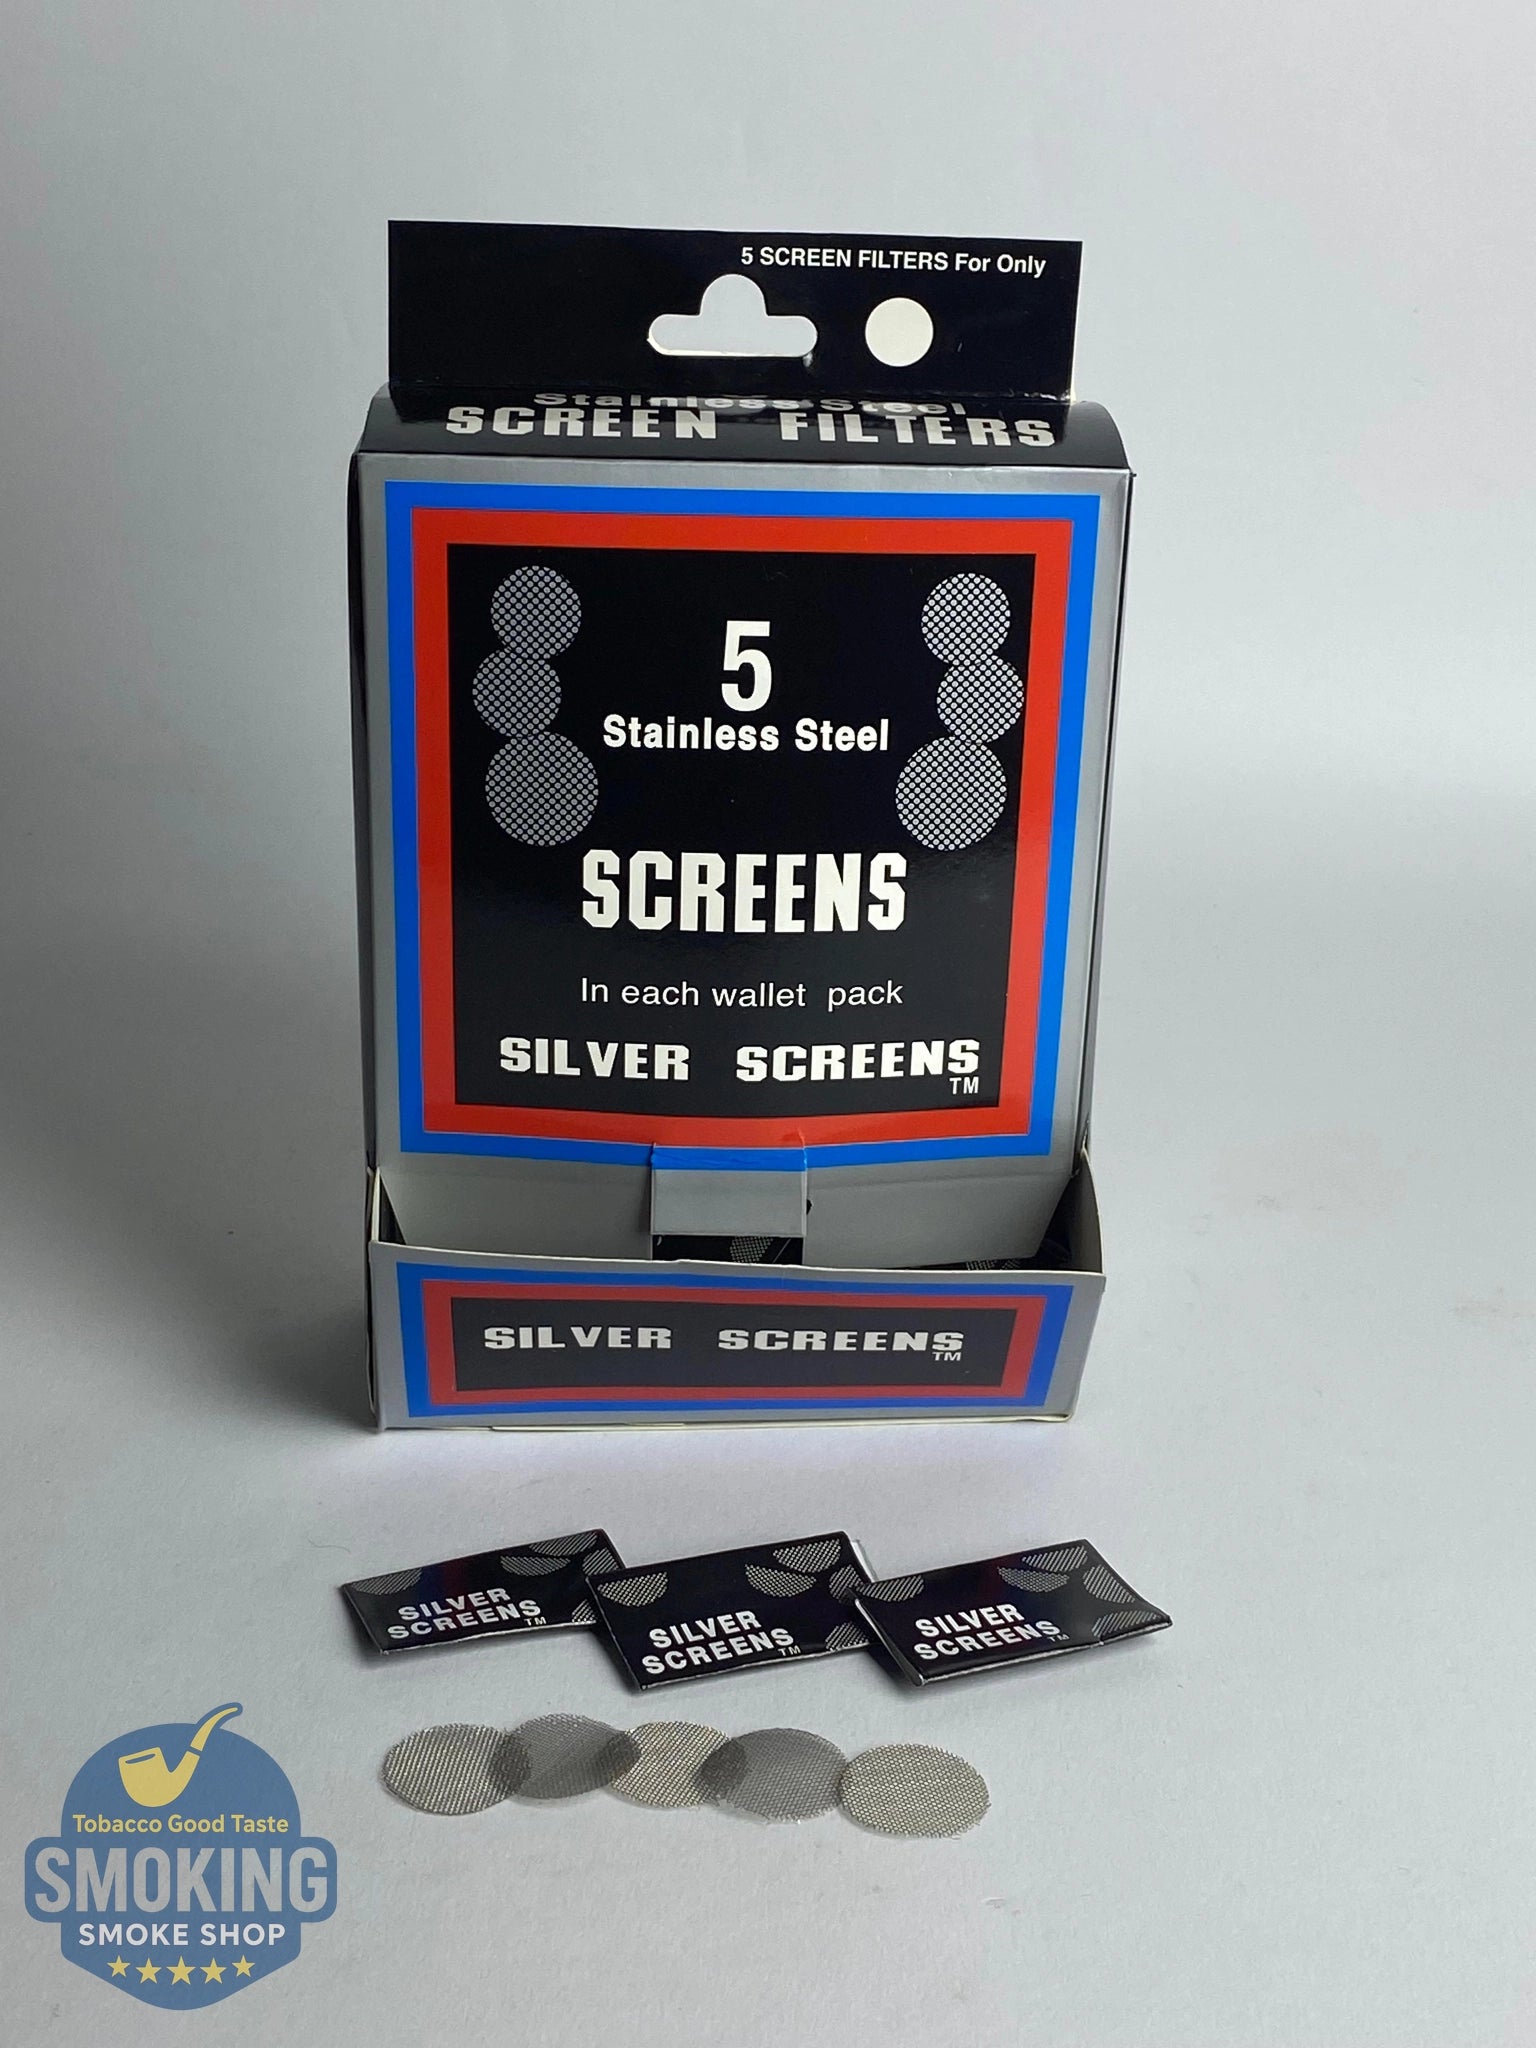 5 SCREEN FILTERS For Only
Stainless Steel
SCREEN FILTERS
5
Stainless Steel
SCREENS
In each wallet pack
SILVER SCREENS
TM
SILVER SCREENS
TM
SILVER
SCREENS
TM
SILVER
SCREENS
TM
SILVER
SCREENS
TM
Tobacco Good Taste
SMOKING
SMOKE SHOP